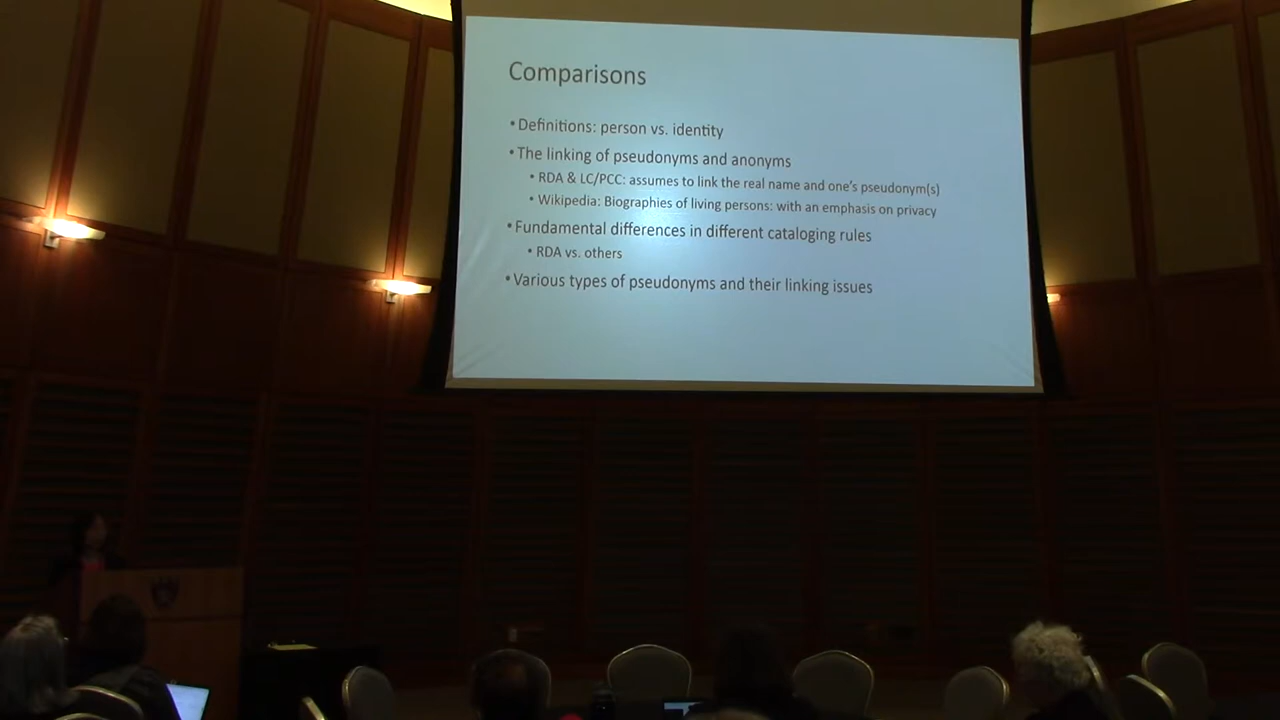 Comparisons
• Definitions: person vs. identity
• The linking of pseudonyms and anonyms
• RDA & LC/PCC: assumes to link the real name and one's pseudonym(s)
• Wikipedia: Biographies of living persons: with an emphasis on privacy
• Fundamental differences in different cataloging rules
• RDA vs. others
• Various types of pseudonyms and their linking issues